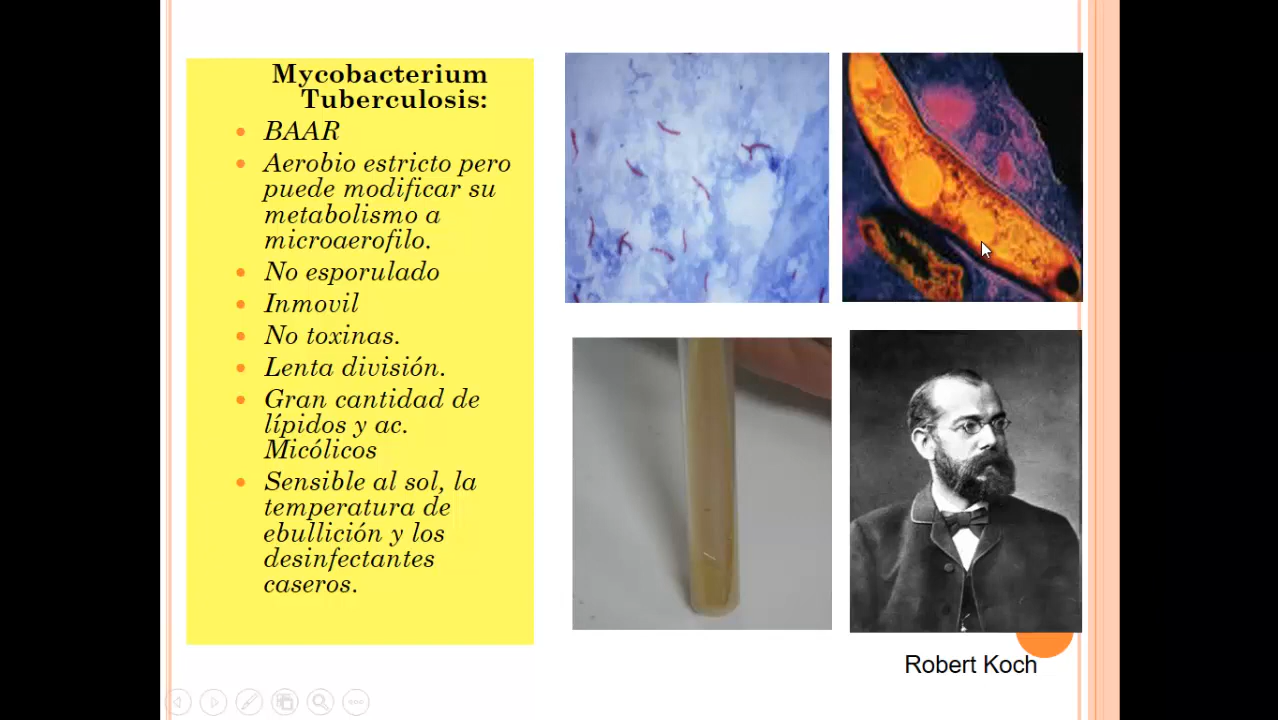 Mycobacterium
Tuberculosis:
BAAR
Aerobio estricto pero
puede modificar su
metabolismo a
microaerofilo.
No esporulado
Inmovil
No toxinas.
Lenta división.
Gran cantidad de
lípidos y ac.
Micólicos
Sensible al sol, la
temperatura de
ebullición y los
desinfectantes
caseros.
Robert Koch